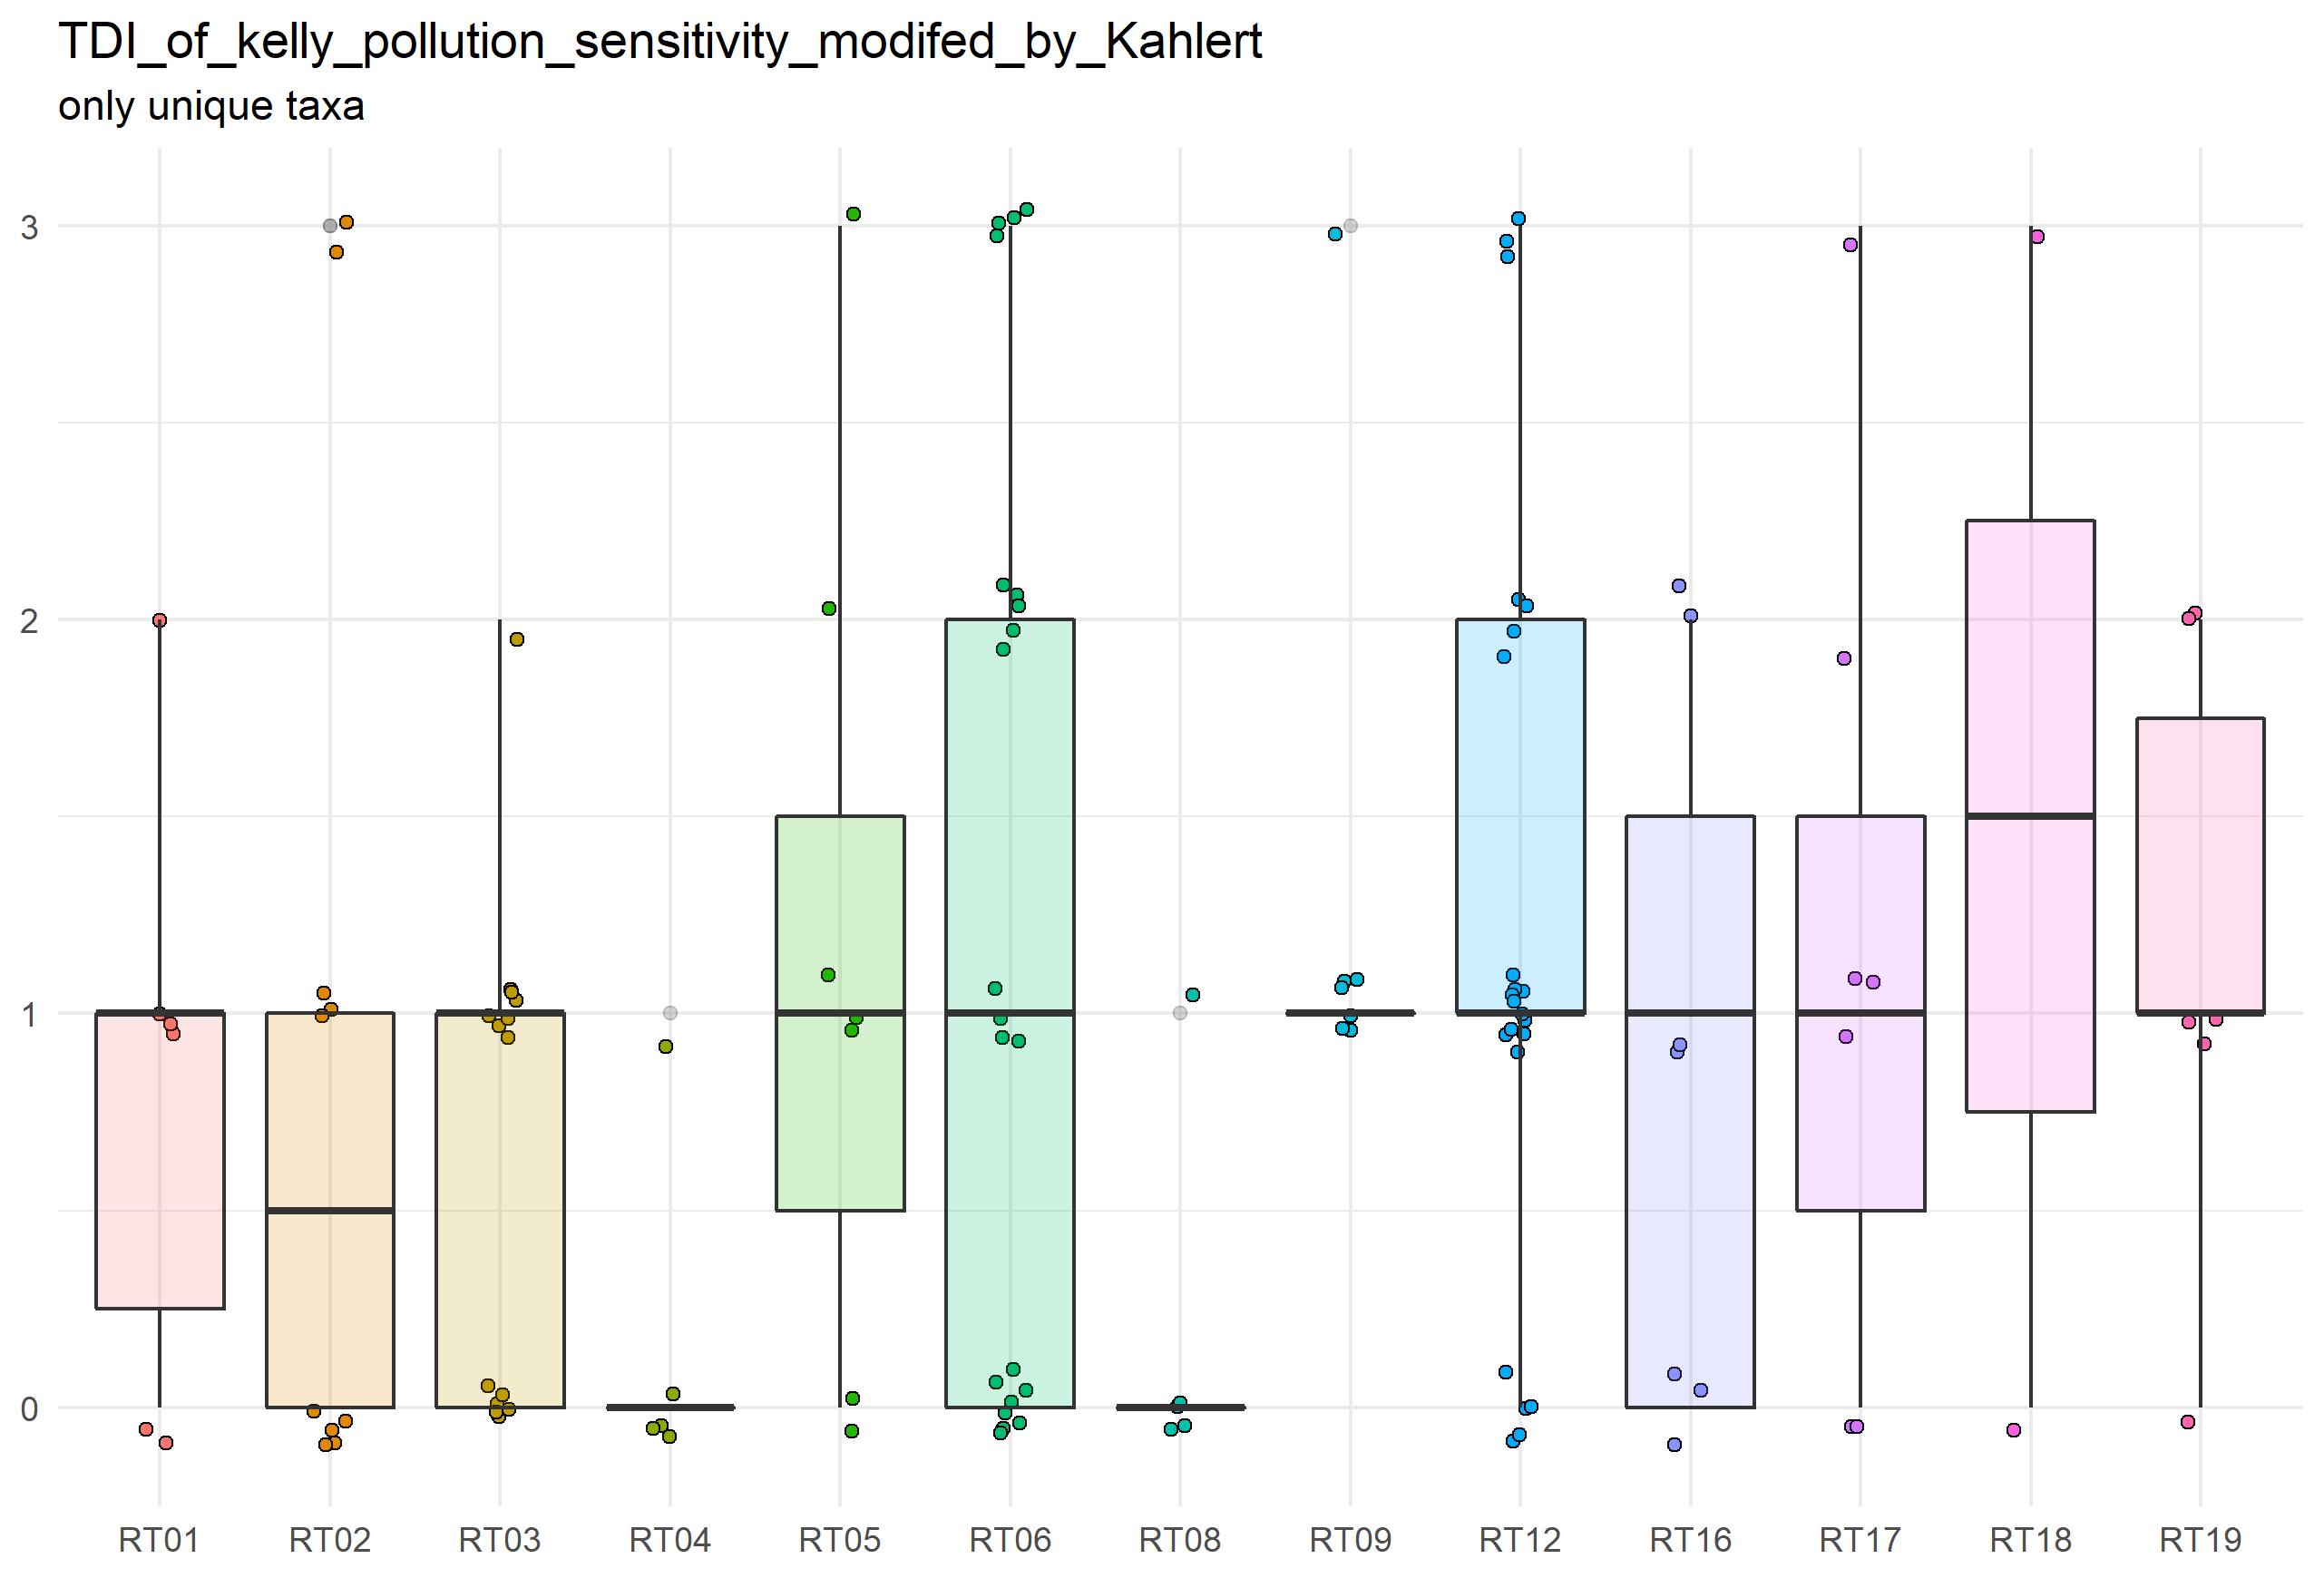 TDI_of_kelly_pollution_sensitivity_modifed_by_Kahlert
only unique taxa
3
2
1
0
RT01 RT02 RT03 RT04 RT05 RT06 RT08 RT09 RT12 RT16 RT17 RT18 RT19